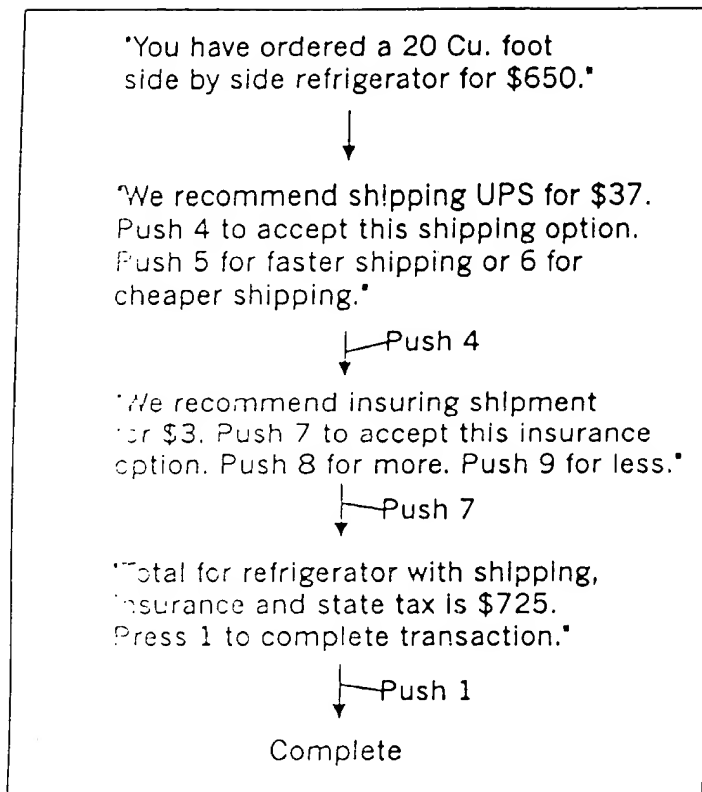 "You have ordered a 20 Cu. foot
side by side refrigerator for $650."
"We recommend shipping UPS for $37.
Push 4 to accept this shipping option.
Push 5 for faster shipping or 6 for
cheaper shipping."
Push 4
"We recommend insuring shipment
for $3. Push 7 to accept this insurance
option. Push 8 for more. Push 9 for less."
Push 7
"Total for refrigerator with shipping,
insurance and state tax is $725.
Press 1 to complete transaction."
Push 1
Complete